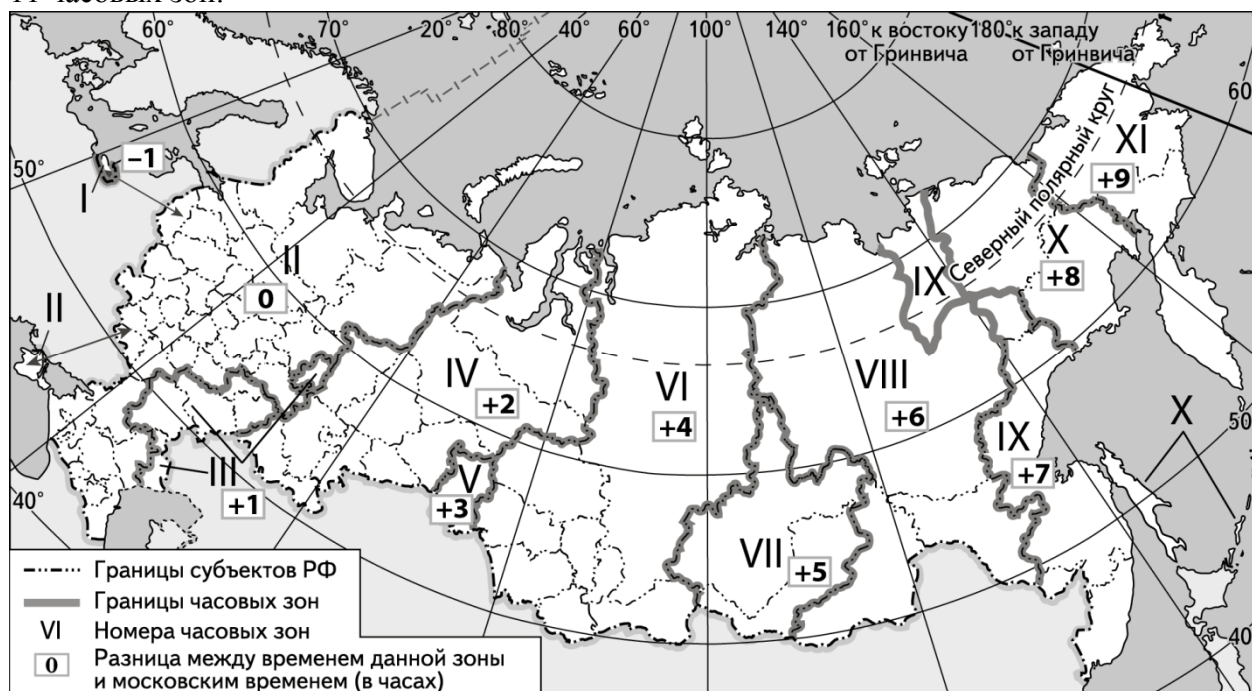 11 часовых зон.
60° 70° 20° 60° 80° 40° 100° 140° 160° к востоку от Гринвича 180° к западу от Гринвича
60°
50°
I
–1
II
0
II
40°
III
+1
IV
+2
V
+3
VI
+4
VII
+5
VIII
+6
IX
IX
+7
X
+8
XI
+9
X
Северный полярный круг
50
40°
Границы субъектов РФ
Границы часовых зон
VI Номера часовых зон
0 Разница между временем данной зоны
и московским временем (в часах)